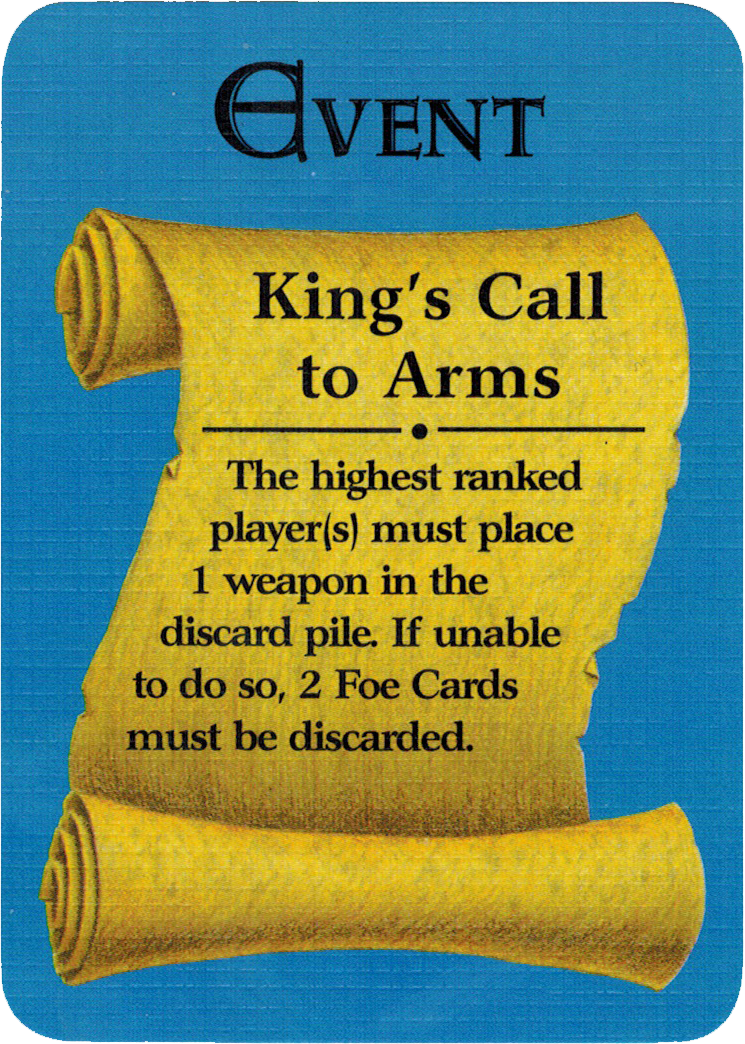 EVENT
King's Call
to Arms
The highest ranked
player(s) must place
1 weapon in the
discard pile. If unable
to do so, 2 Foe Cards
must be discarded.